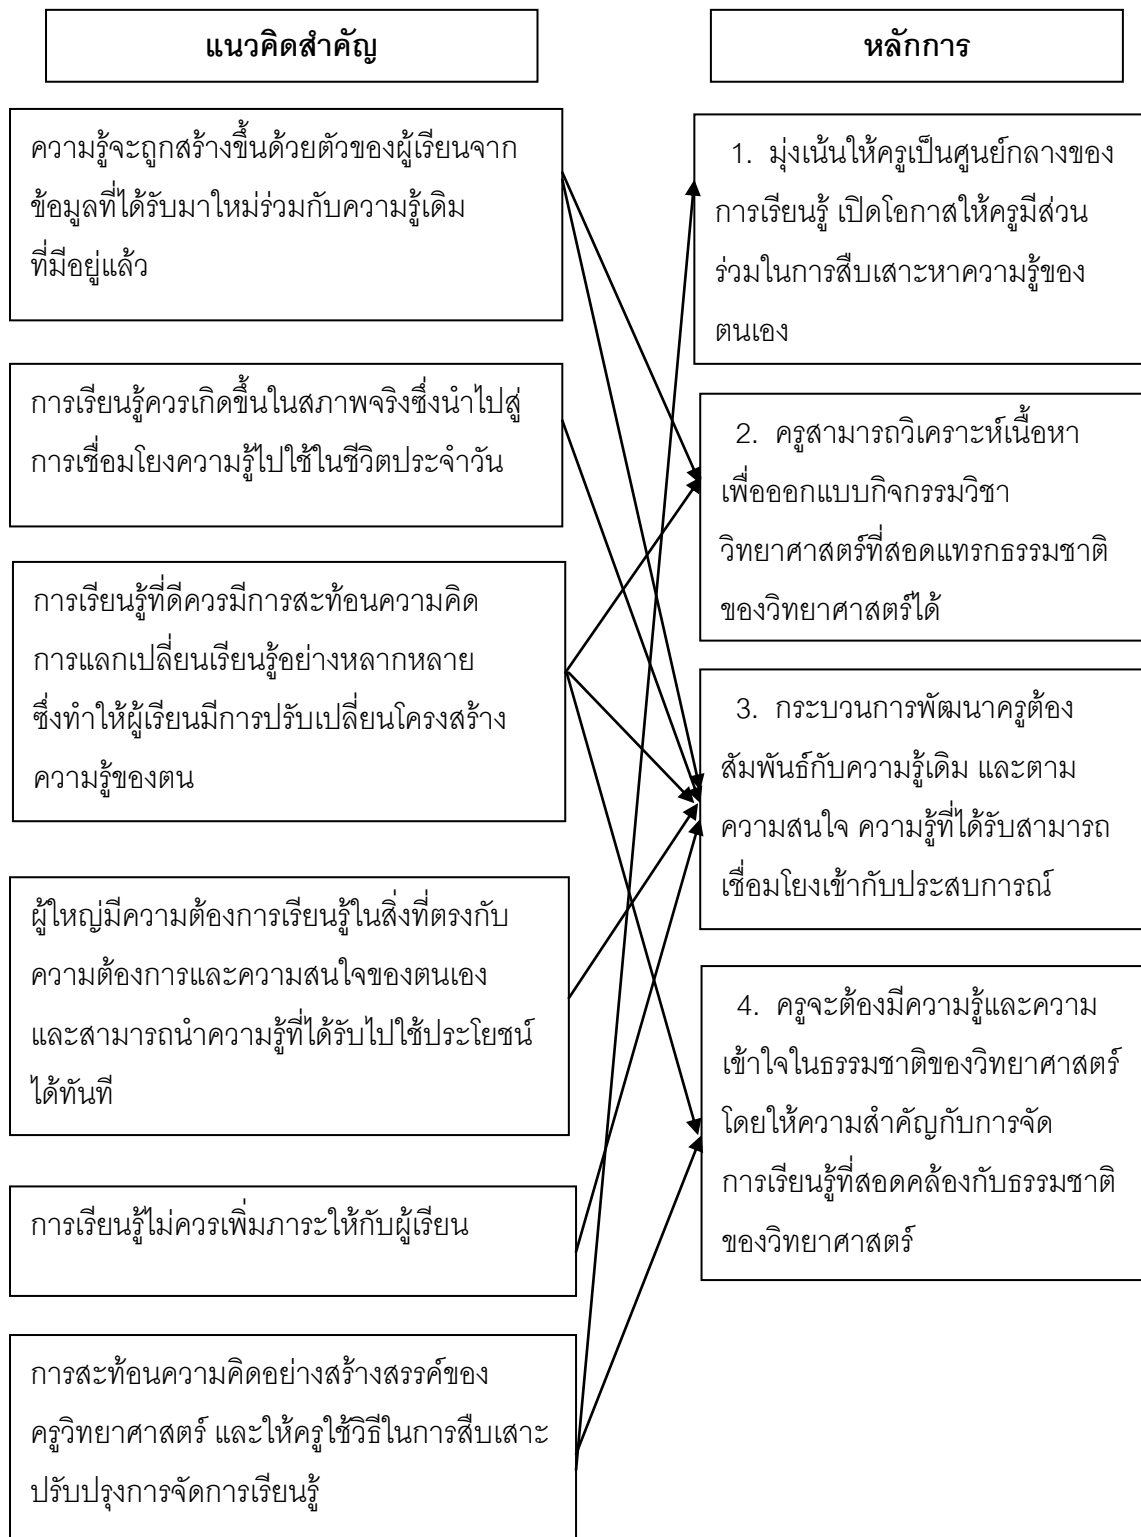 แนวคิดสำคัญ
ความรู้จะถูกสร้างขึ้นด้วยตัวของผู้เรียนจาก
ข้อมูลที่ได้รับมาใหม่ร่วมกับความรู้เดิม
ที่มีอยู่แล้ว
การเรียนรู้ควรเกิดขึ้นในสภาพจริงซึ่งนำไปสู่
การเชื่อมโยงความรู้ไปใช้ในชีวิตประจำวัน
การเรียนรู้ที่ดีควรมีการสะท้อนความคิด
การแลกเปลี่ยนเรียนรู้อย่างหลากหลาย
ซึ่งทำให้ผู้เรียนมีการปรับเปลี่ยนโครงสร้าง
ความรู้ของตน
ผู้ใหญ่มีความต้องการเรียนรู้ในสิ่งที่ตรงกับ
ความต้องการและความสนใจของตนเอง
และสามารถนำความรู้ที่ได้รับไปใช้ประโยชน์
ได้ทันที
การเรียนรู้ไม่ควรเพิ่มภาระให้กับผู้เรียน
การสะท้อนความคิดอย่างสร้างสรรค์ของ
ครูวิทยาศาสตร์ และให้ครูใช้วิธีในการสืบเสาะ
ปรับปรุงการจัดการเรียนรู้
หลักการ
1. มุ่งเน้นให้ครูเป็นศูนย์กลางของ
การเรียนรู้ เปิดโอกาสให้ครูมีส่วน
ร่วมในการสืบเสาะหาความรู้ของ
ตนเอง
2. ครูสามารถวิเคราะห์เนื้อหา
เพื่อออกแบบกิจกรรมวิชา
วิทยาศาสตร์ที่สอดแทรกธรรมชาติ
ของวิทยาศาสตร์ได้
3. กระบวนการพัฒนาครูต้อง
สัมพันธ์กับความรู้เดิม และตาม
ความสนใจ ความรู้ที่ได้รับสามารถ
เชื่อมโยงเข้ากับประสบการณ์
4. ครูจะต้องมีความรู้และความ
เข้าใจในธรรมชาติของวิทยาศาสตร์
โดยให้ความสำคัญกับการจัด
การเรียนรู้ที่สอดคล้องกับธรรมชาติ
ของวิทยาศาสตร์